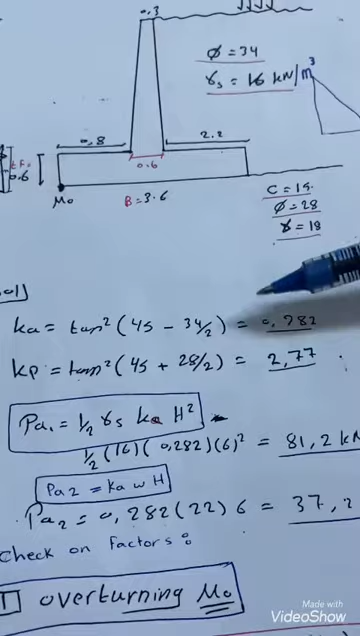 0.3
Ø = 34
γs = 16 kN/m³
0.8
2.2
tF=
0.6
0.6
Mo
B = 3.6
C = 15
Ø = 28
γ = 18
ka = tan² (45 - 34/2) = 0,282
kp = tan² (45 + 28/2) = 2,77
Pa1 = 1/2 γs ka H²
1/2 (16) (0,282) (6)² = 81,2 kN
Pa2 = ka w H
Pa2 = 0,282 (22) 6 = 37,2
Check on factors:
1 overturning Mo
Made with
VideoShow